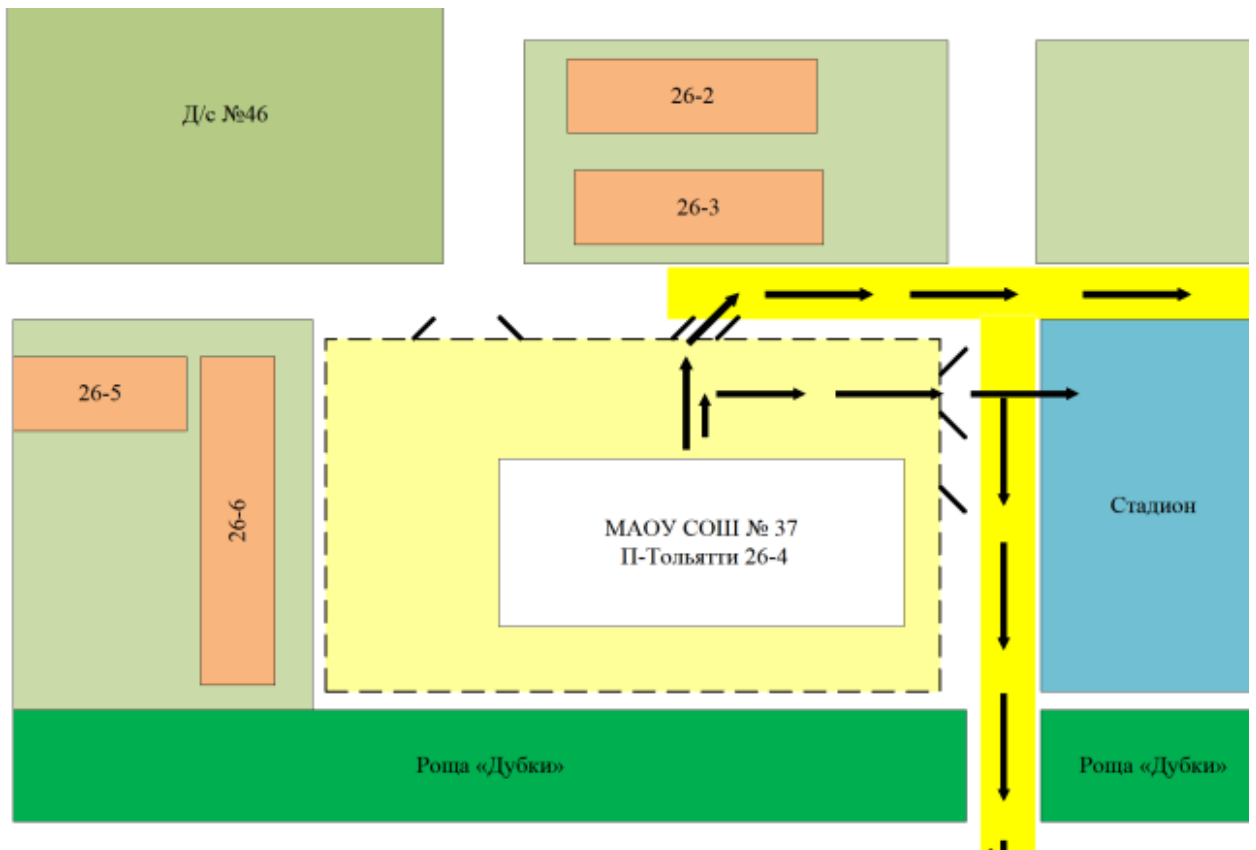 Д/с №46
26-2
26-3
26-5
26-6
МАОУ СОШ № 37
П-Тольятти 26-4
Стадион
Роща «Дубки»
Роща «Дубки»